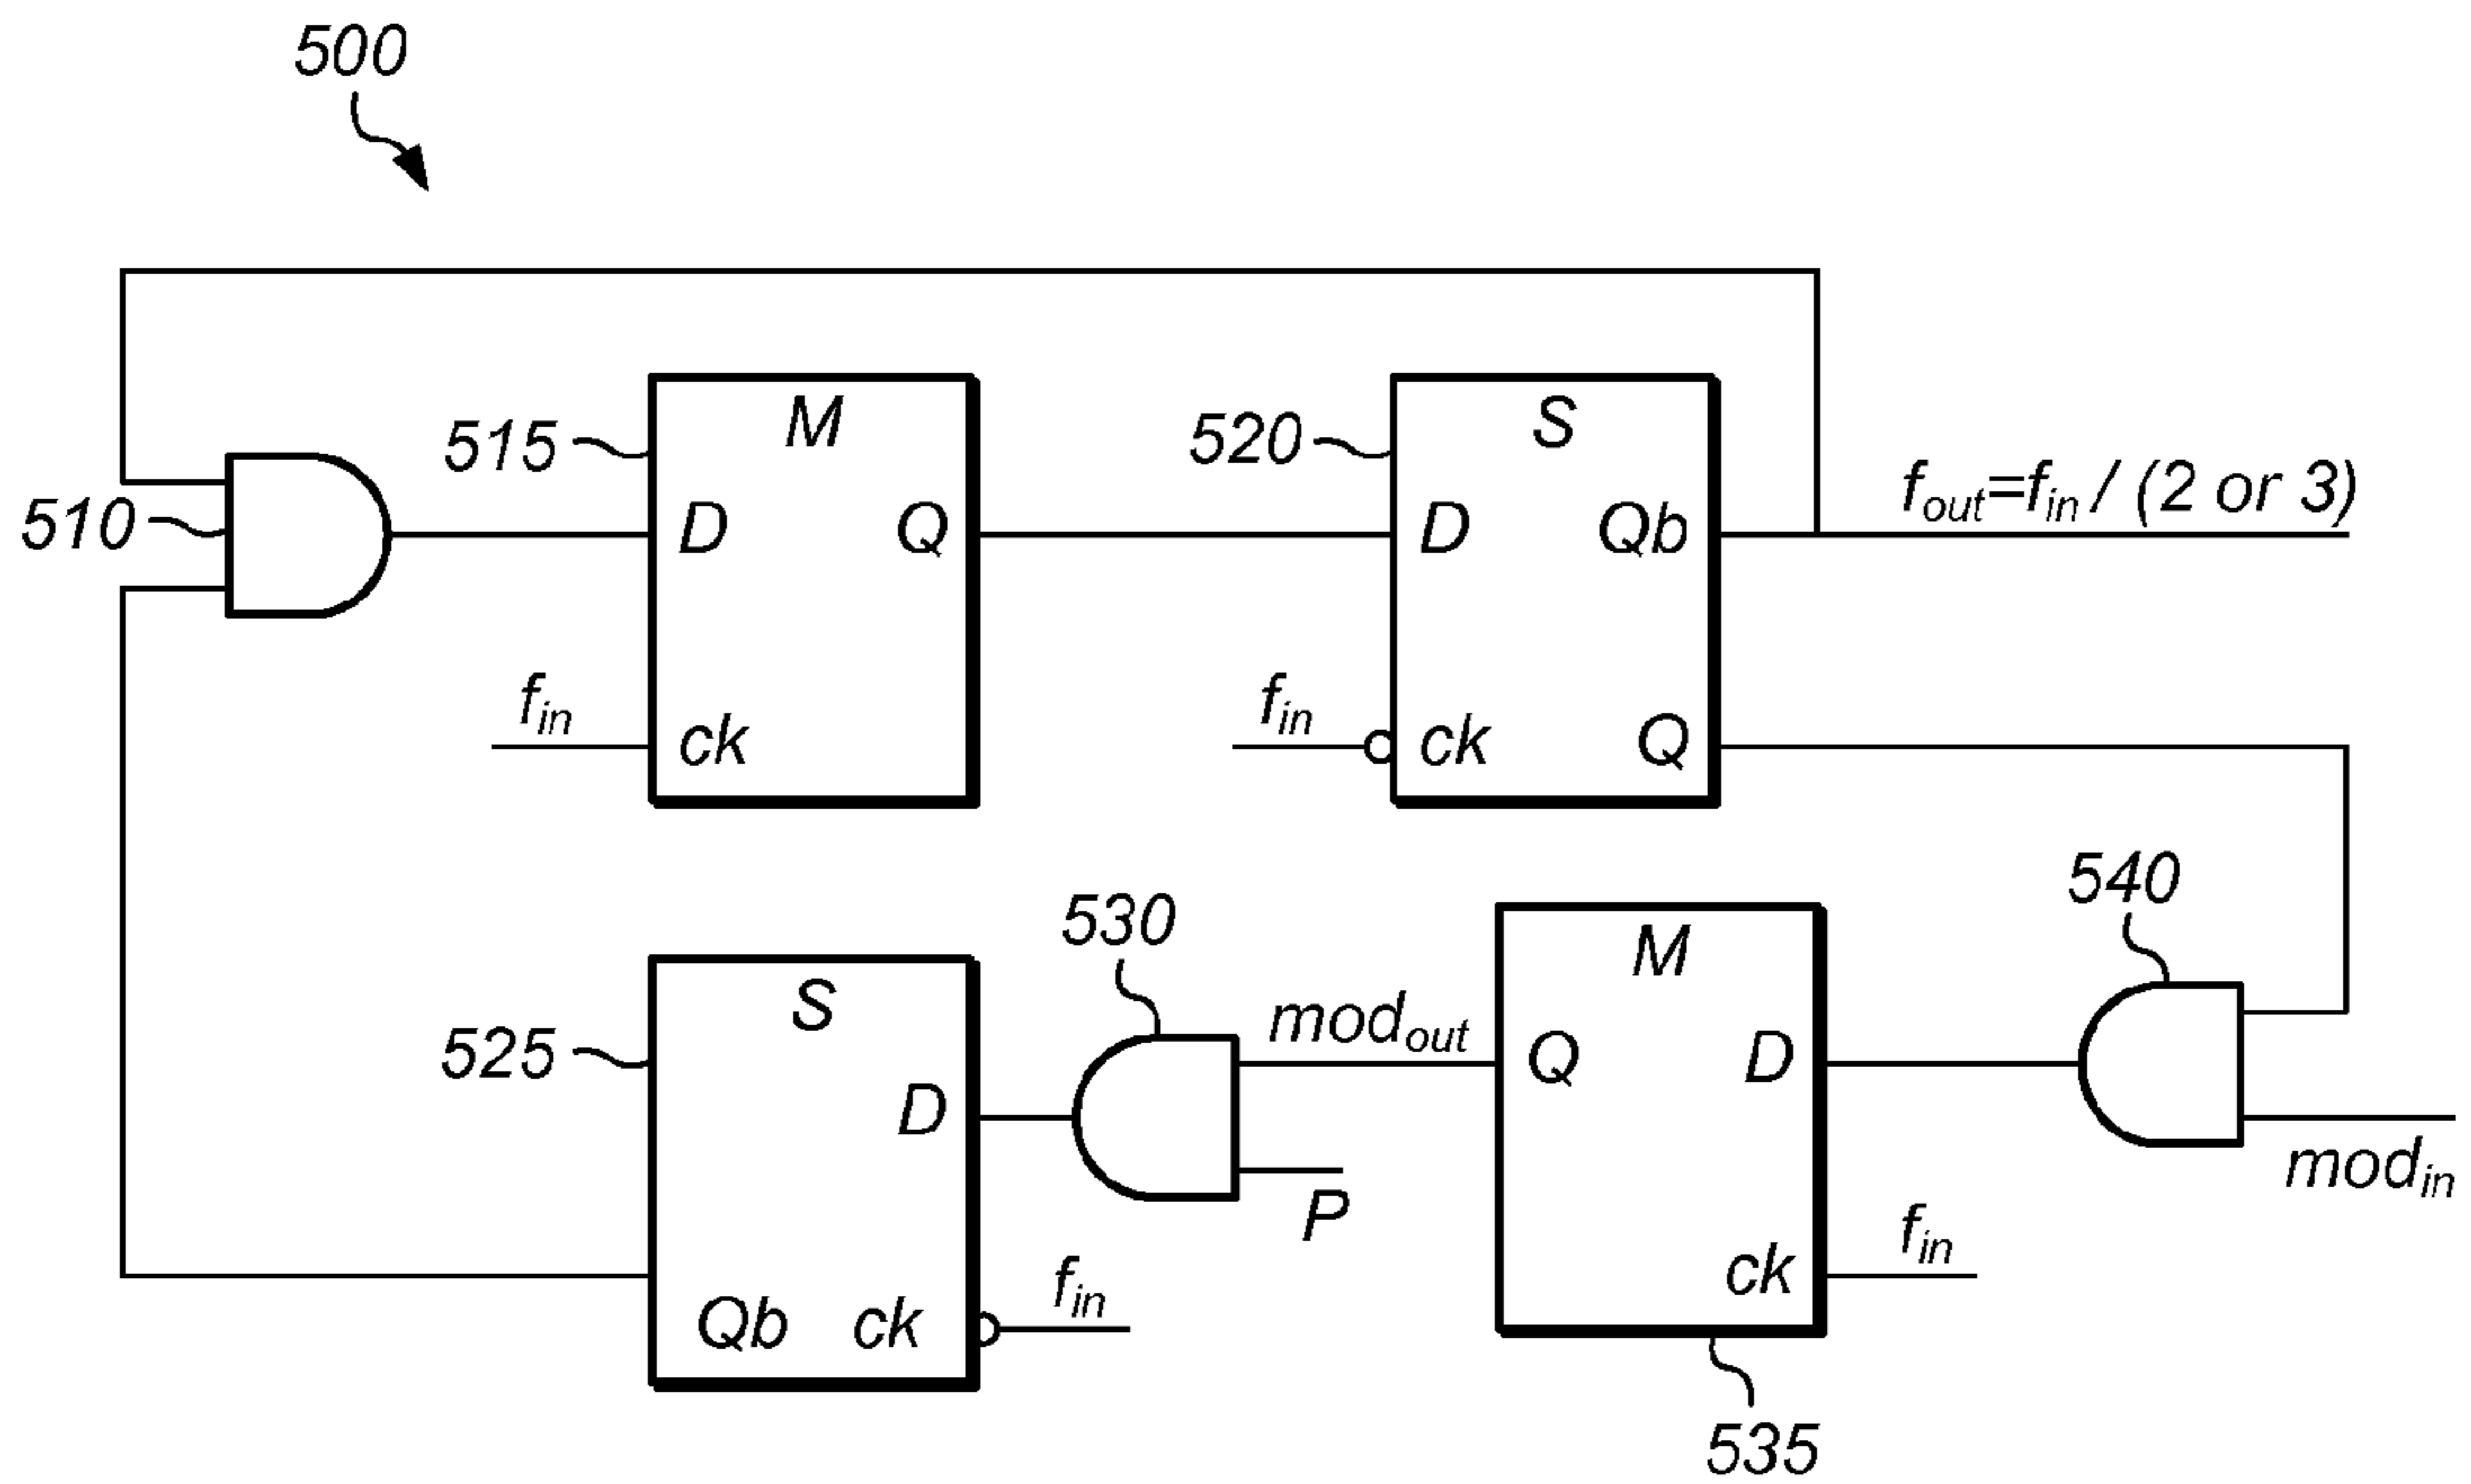 500
515
M
D
Q
ck
f_in
520
S
D
Qb
ck
Q
f_in
f_out=f_in / (2 or 3)
510
540
530
mod_out
M
Q
D
ck
f_in
mod_in
S
525
D
Qb
ck
f_in
P
535